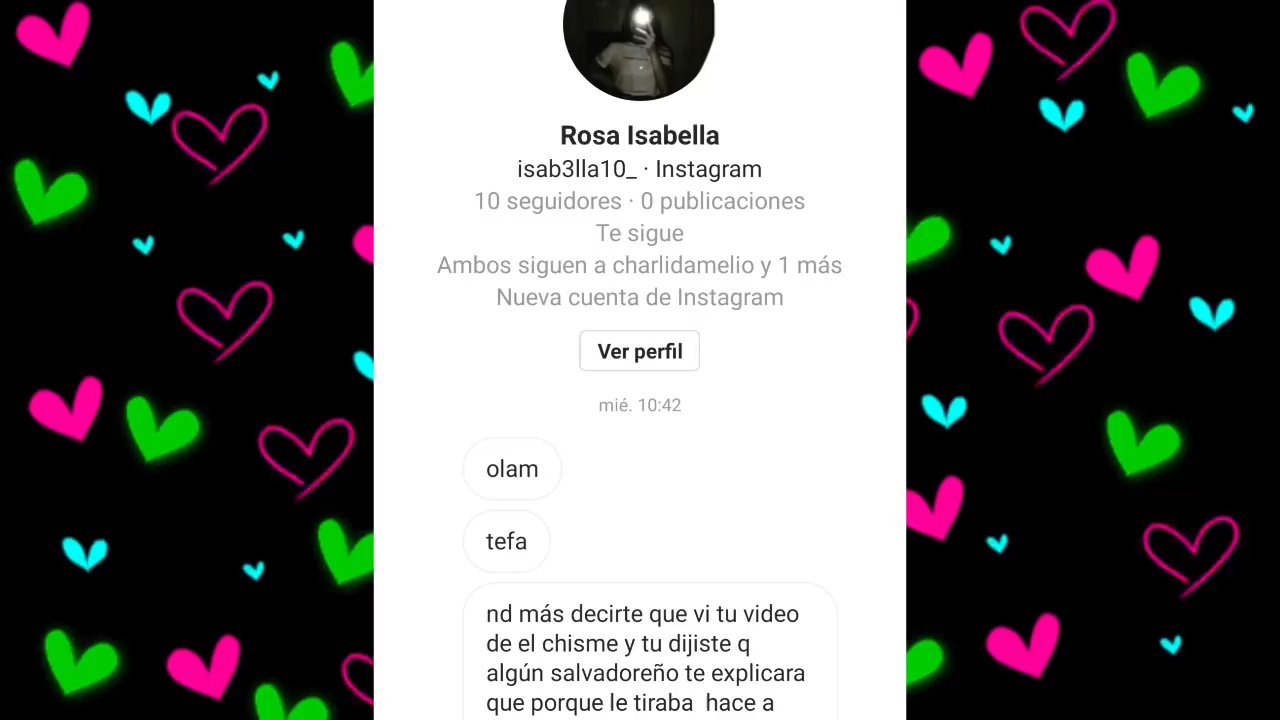 Rosa Isabella
isab3lla10_ · Instagram
10 seguidores · 0 publicaciones
Te sigue
Ambos siguen a charlidamelio y 1 más
Nueva cuenta de Instagram
Ver perfil
mié. 10:42
olam
tefa
nd más decirte que vi tu video
de el chisme y tu dijiste q
algún salvadoreño te explicara
que porque le tiraba  hace a